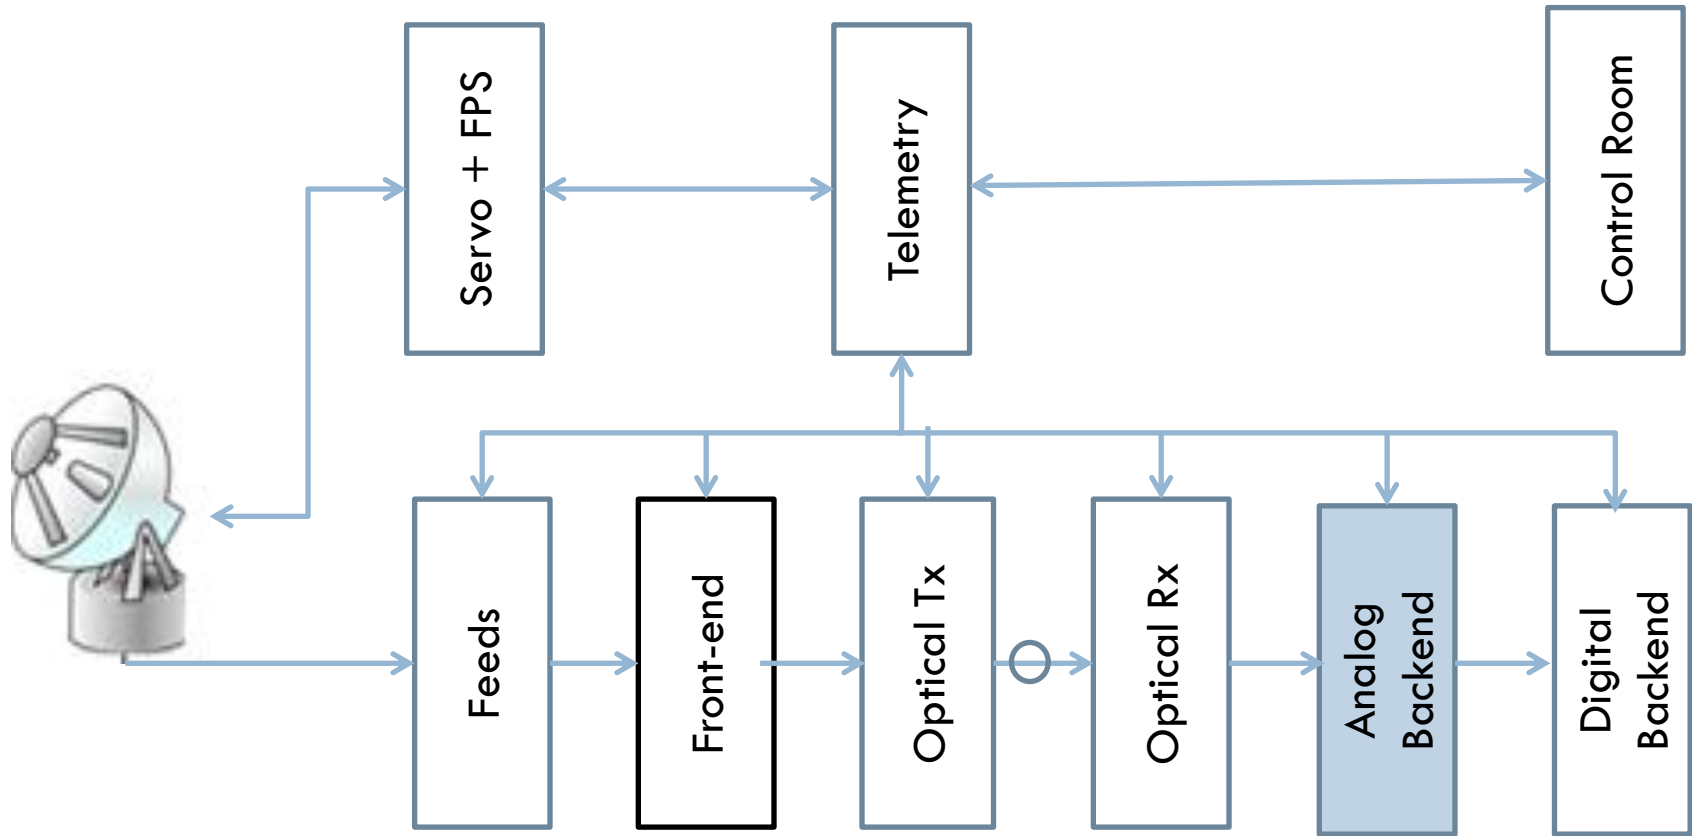 Servo + FPS
Telemetry
Control Room
Feeds
Front-end
Optical Tx
Optical Rx
Analog
Backend
Digital
Backend